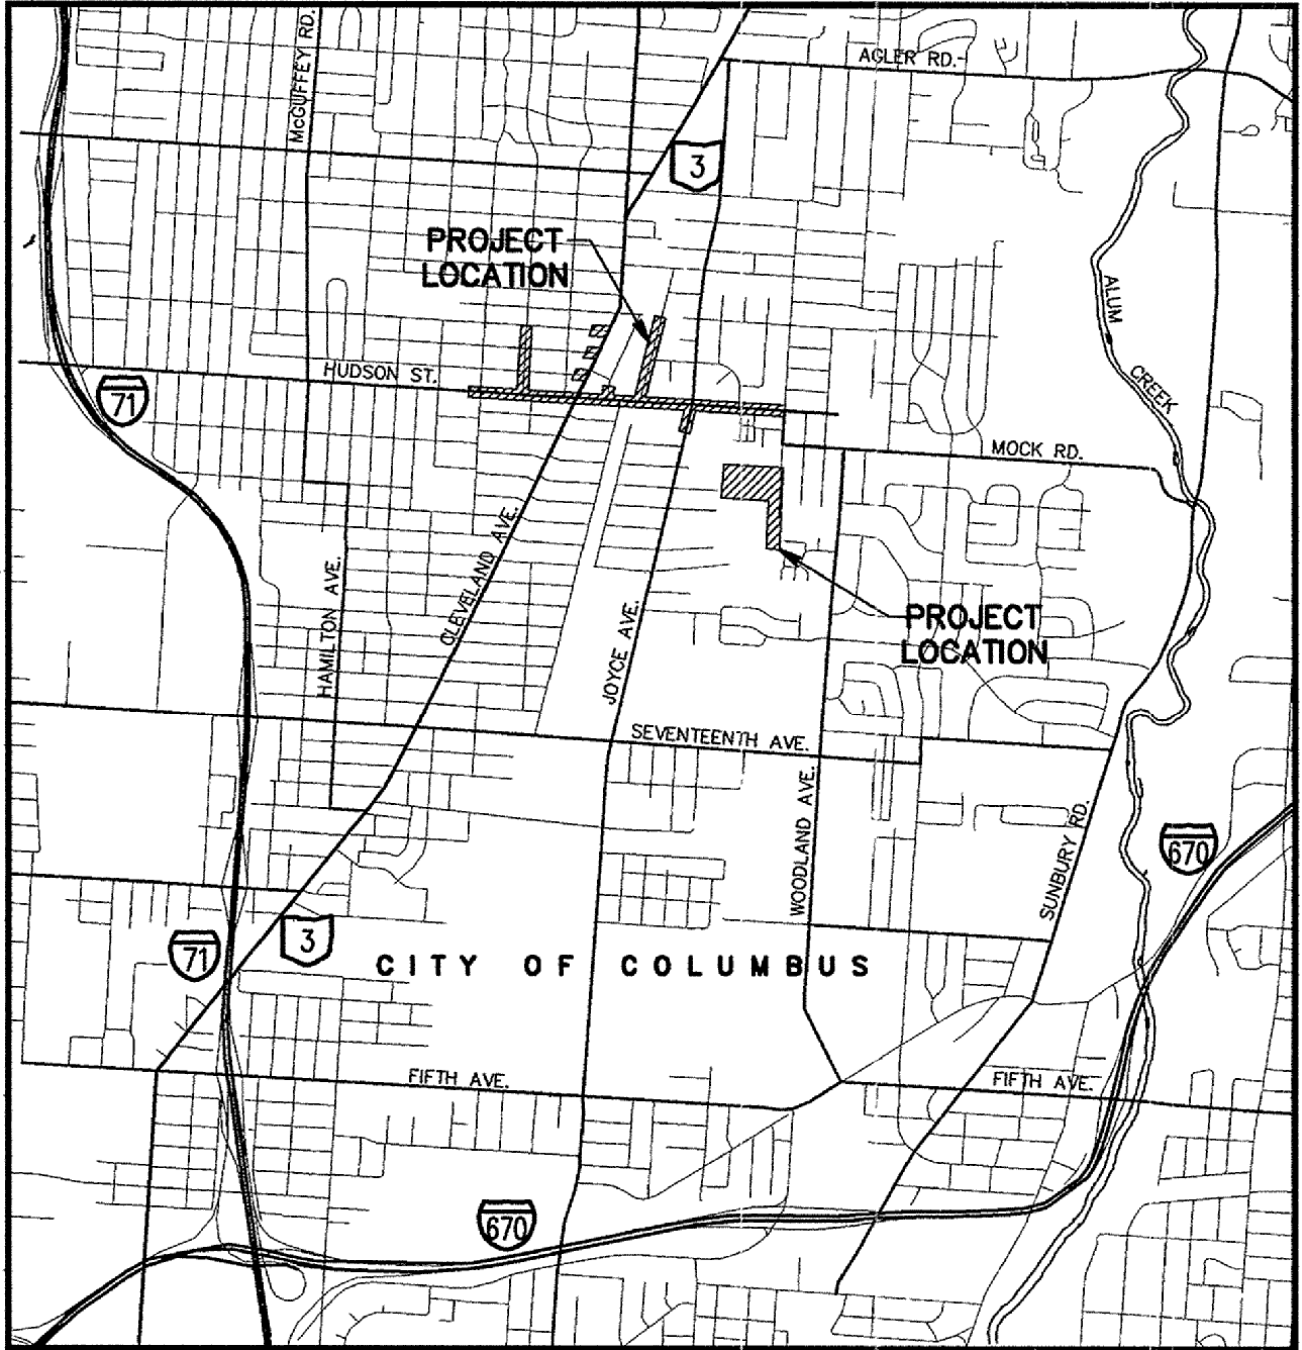 McGUFFEY RD.
AGLER RD.
3
PROJECT
LOCATION
ALUM
CREEK
HUDSON ST.
71
MOCK RD.
CLEVELAND AVE.
HAMILTON AVE.
JOYCE AVE.
PROJECT
LOCATION
SEVENTEENTH AVE.
WOODLAND AVE.
SUNBURY RD.
670
3
71
CITY OF COLUMBUS
FIFTH AVE.
FIFTH AVE.
670